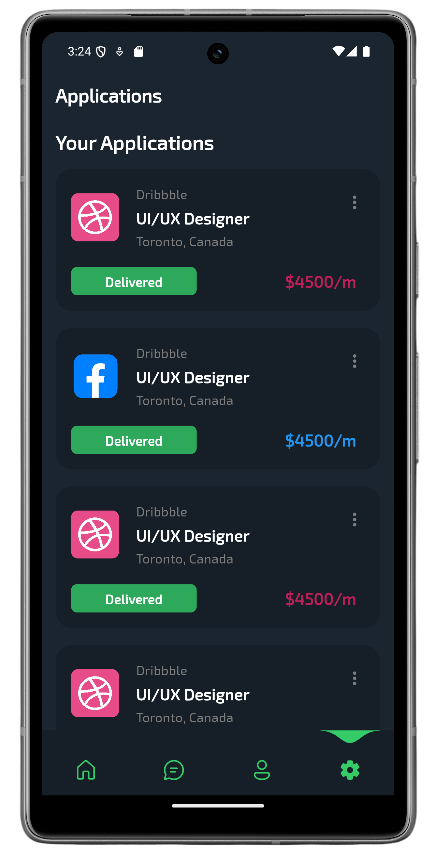 3:24
Applications
Your Applications
Dribbble
UI/UX Designer
Toronto, Canada
Delivered
$4500/m
Dribbble
UI/UX Designer
Toronto, Canada
Delivered
$4500/m
Dribbble
UI/UX Designer
Toronto, Canada
Delivered
$4500/m
Dribbble
UI/UX Designer
Toronto, Canada